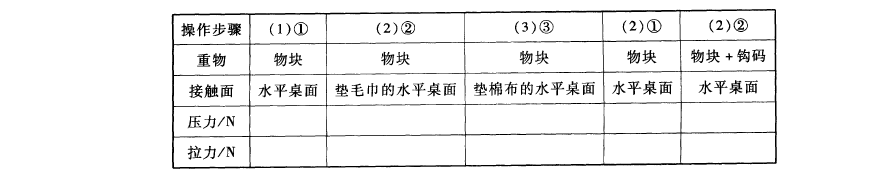 操作步骤 (1)① (2)② (3)③ (2)① (2)②
重物 物块 物块 物块 物块 物块+钩码
接触面 水平桌面 垫毛巾的水平桌面 垫棉布的水平桌面 水平桌面 水平桌面
压力/N
拉力/N